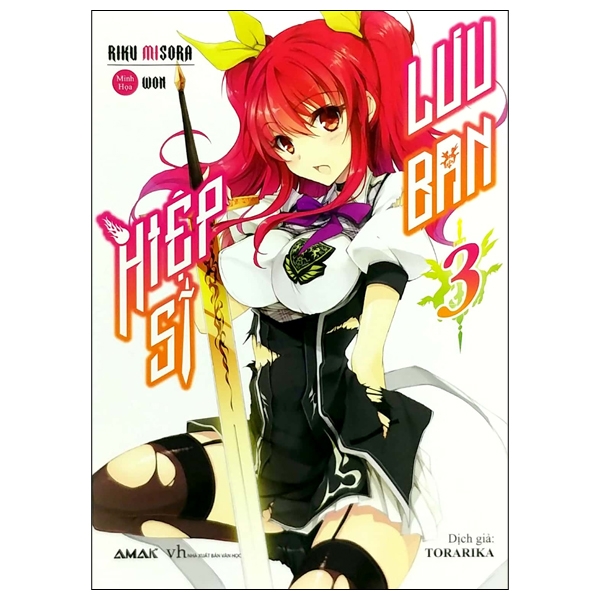 RIKU MISORA
Minh
Họa
WON
LƯU
BAN
HIỆP
SĨ
3
Dịch giả:
TORARIKA
AMAK
vh NHÀ XUẤT BẢN VĂN HỌC